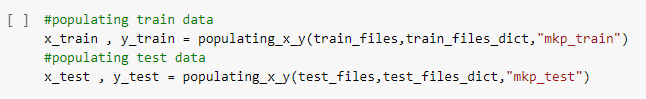 [ ] #populating train data
x_train , y_train = populating_x_y(train_files,train_files_dict,"mkp_train")
#populating test data
x_test , y_test = populating_x_y(test_files,test_files_dict,"mkp_test")